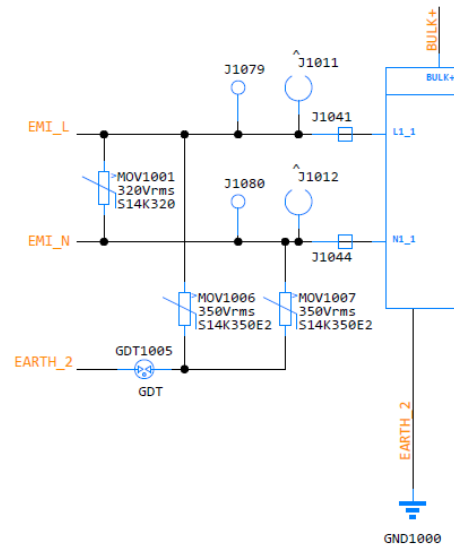 BULK+
BULK+
^
J1011
J1079
J1041
EMI_L
L1_1
MOV1001
320Vrms
S14K320
^
J1012
J1080
EMI_N
N1_1
J1044
MOV1006
350Vrms
S14K350E2
MOV1007
350Vrms
S14K350E2
GDT1005
EARTH_2
GDT
EARTH_2
GND1000